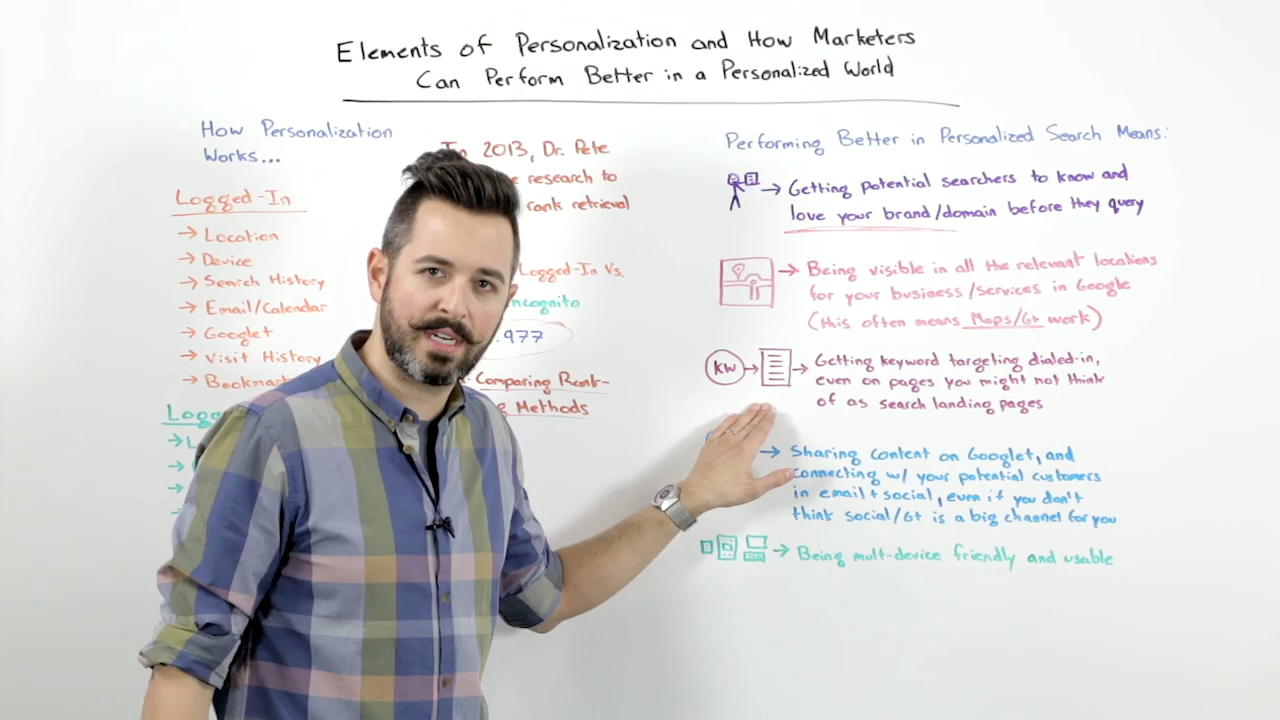 Elements of Personalization and How Marketers
Can Perform Better in a Personalized World
How Personalization
Works...
Logged-In
→ Location
→ Device
→ Search History
→ Email/Calendar
→ Google+
→ Visit History
→
In 2013, Dr. Pete
research to
rank retrieval
Logged-In Vs.
.977
Comparing Rank-
Methods
Performing Better in Personalized Search Means:
→ Getting potential searchers to know and
love your brand/domain before they query
→ Being visible in all the relevant locations
for your business/services in Google
(this often means Maps/G+ work)
KW → → Getting keyword targeting dialed-in,
even on pages you might not think
of as search landing pages
→ Sharing content on Google+, and
connecting w/ your potential customers
in email + social, even if you don't
think social/G+ is a big channel for you
→ Being mult-device friendly and usable